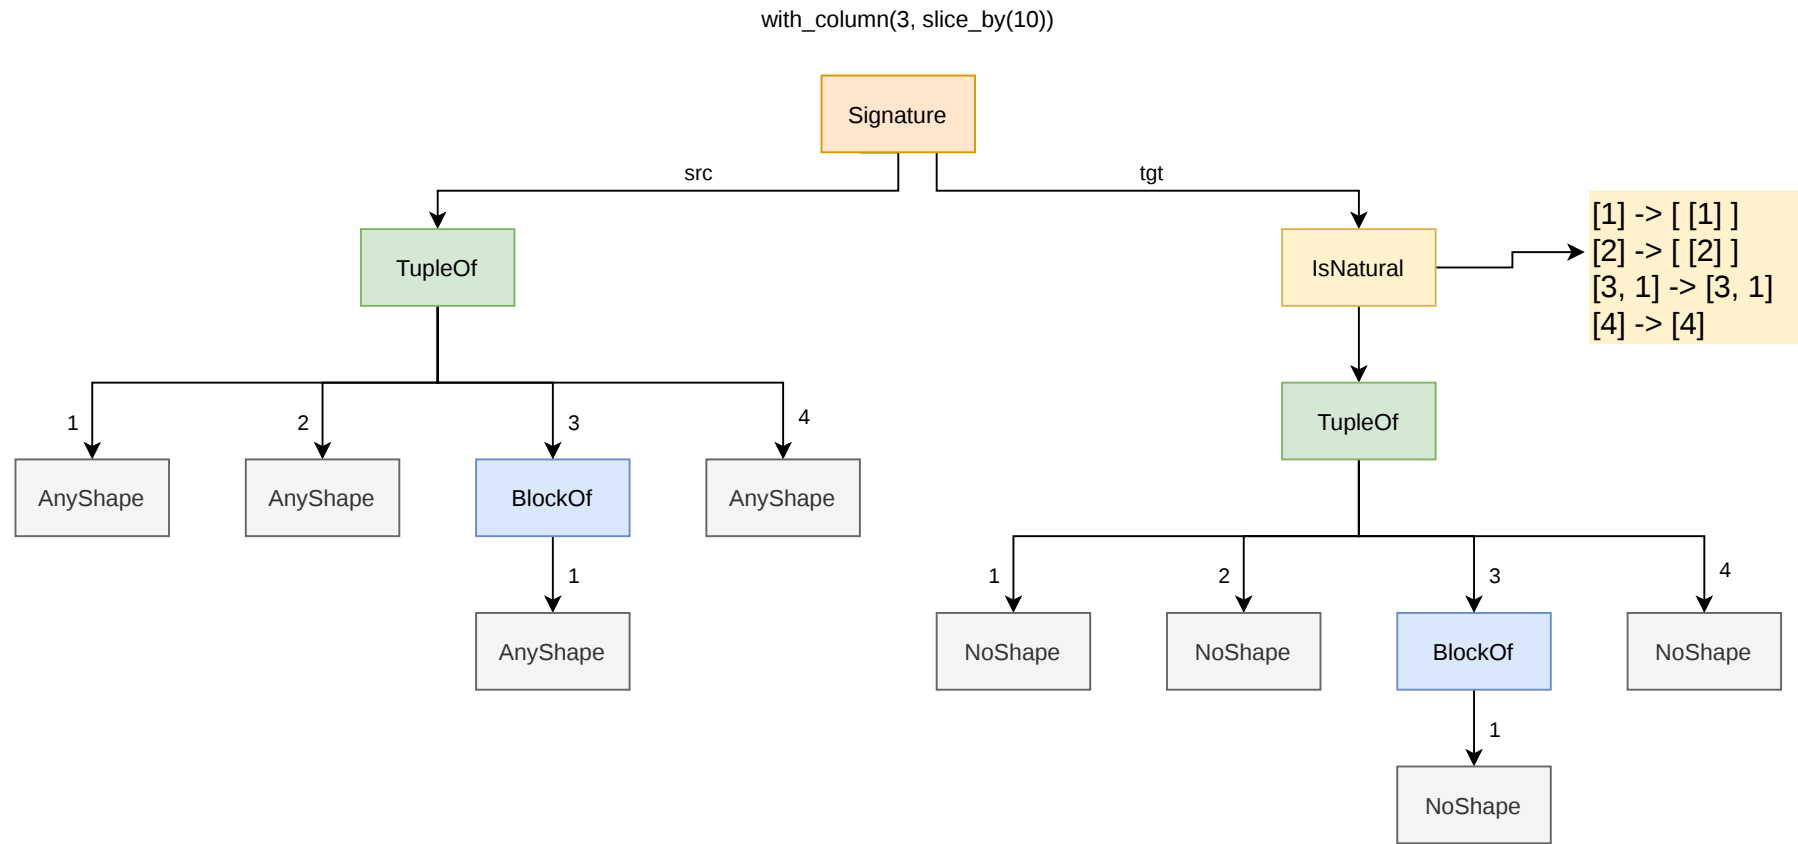 with_column(3, slice_by(10))
Signature
src
tgt
TupleOf
IsNatural
[1] -> [ [1] ]
[2] -> [ [2] ]
[3, 1] -> [3, 1]
[4] -> [4]
TupleOf
1
2
3
4
AnyShape
AnyShape
BlockOf
AnyShape
1
AnyShape
1
2
3
4
NoShape
NoShape
BlockOf
NoShape
1
NoShape